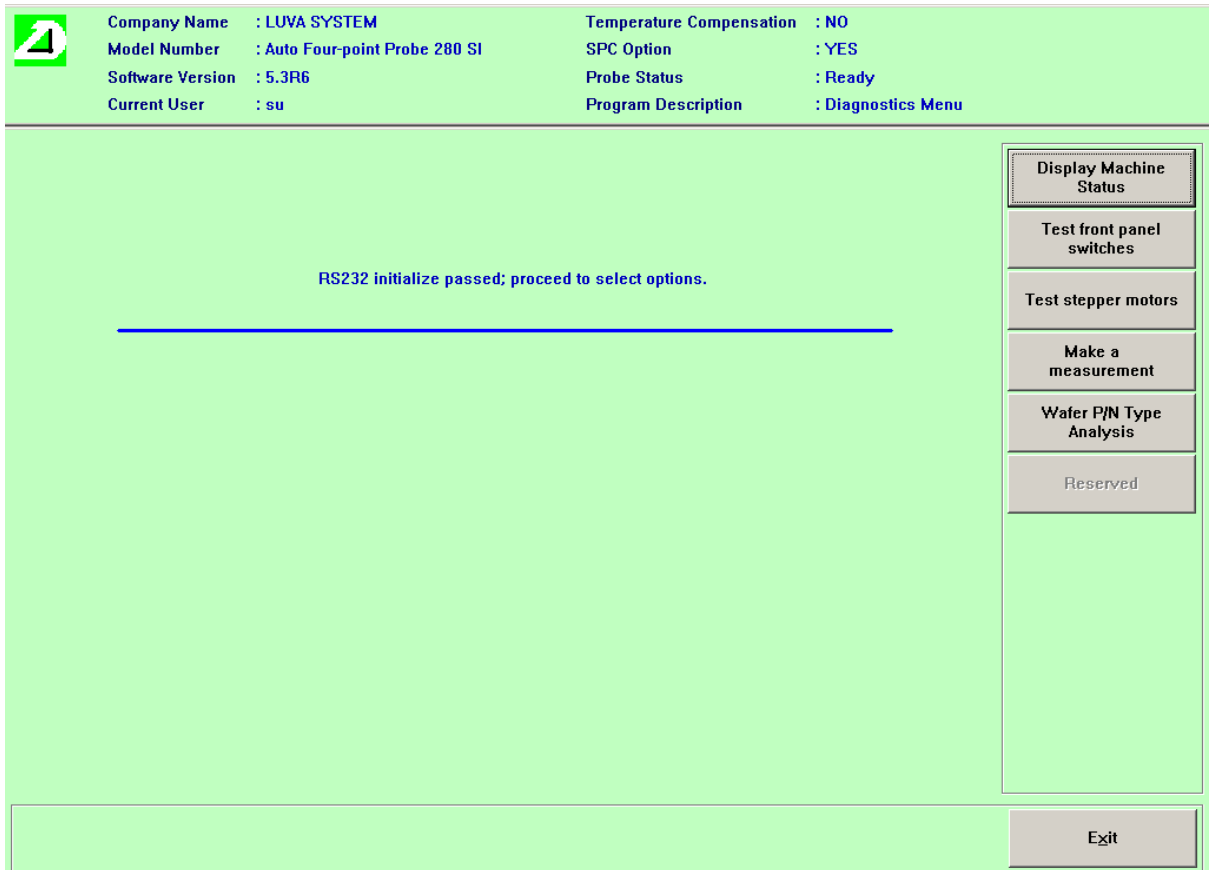 Company Name : LUVA SYSTEM
Model Number : Auto Four-point Probe 280 SI
Software Version : 5.3R6
Current User : su
Temperature Compensation : NO
SPC Option : YES
Probe Status : Ready
Program Description : Diagnostics Menu
RS232 initialize passed; proceed to select options.
Display Machine
Status
Test front panel
switches
Test stepper motors
Make a
measurement
Wafer P/N Type
Analysis
Reserved
Exit